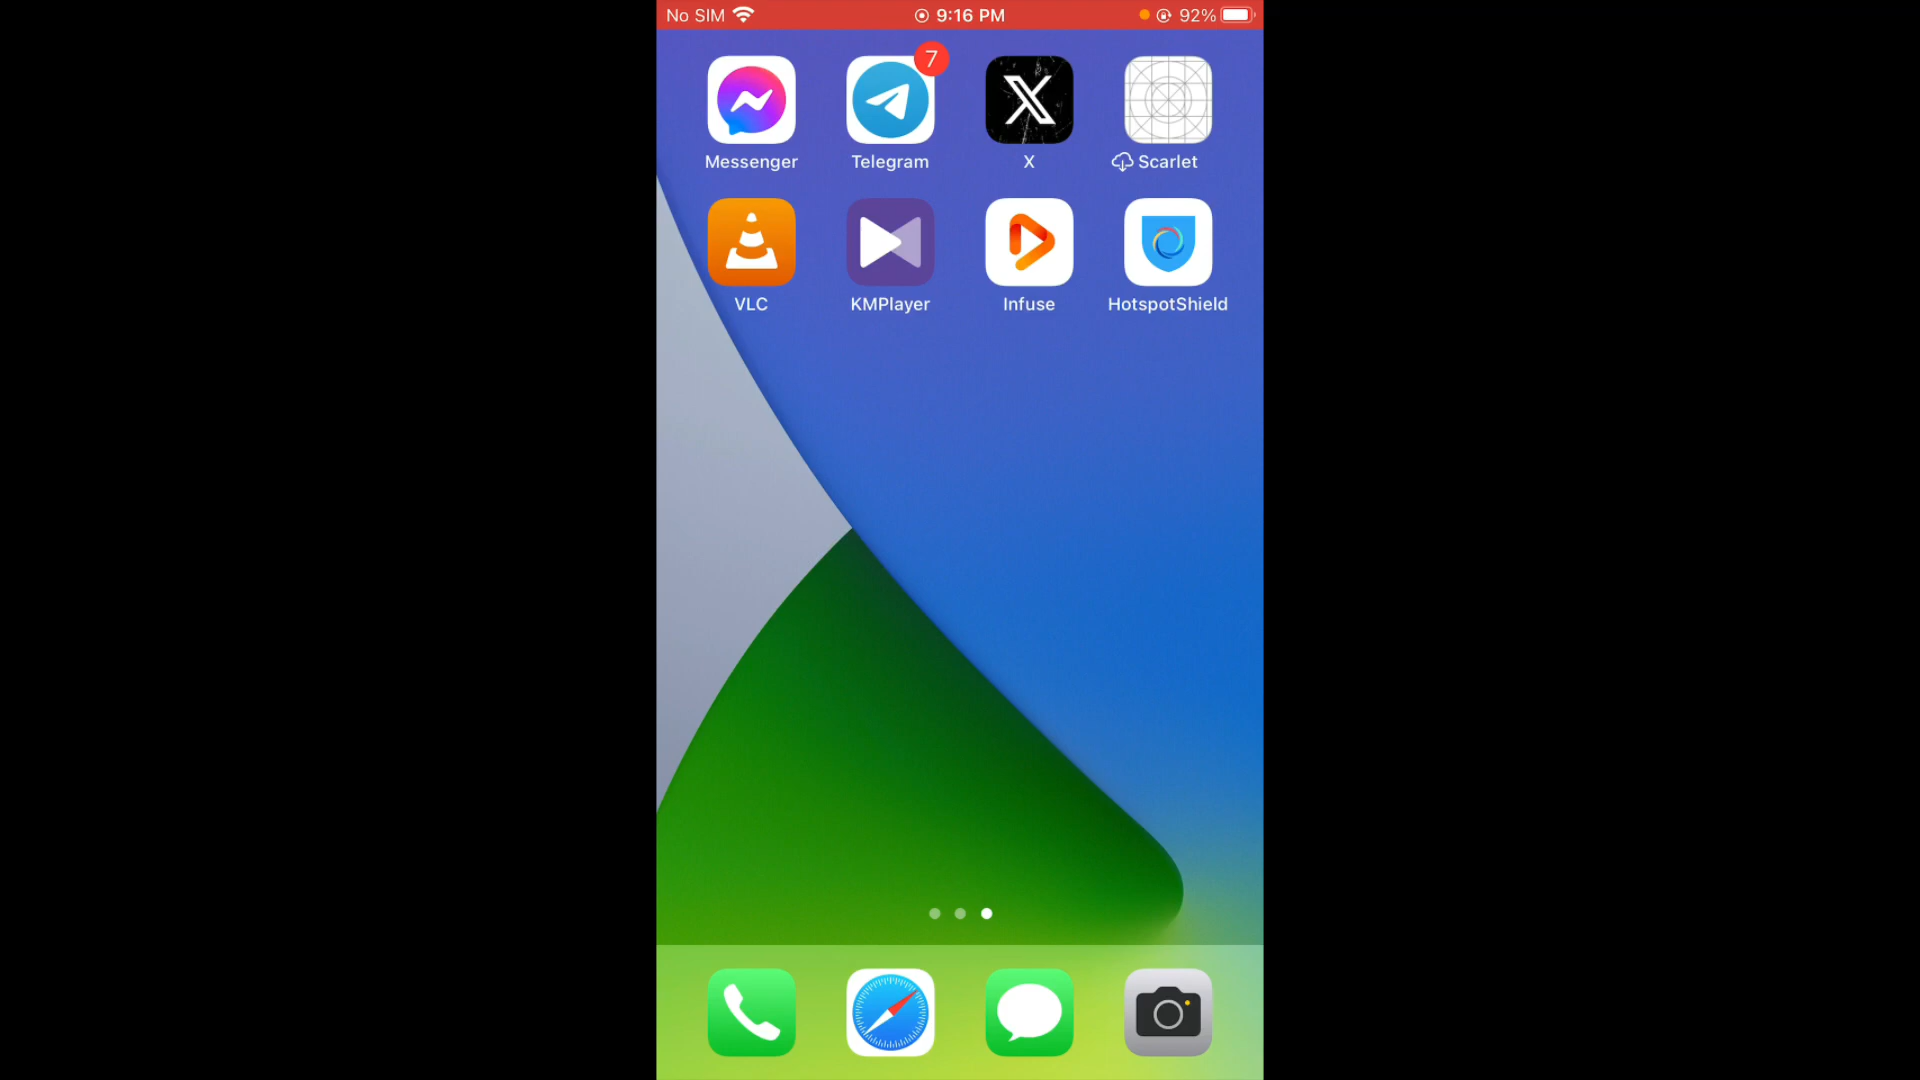 No SIM 9:16 PM 92%
7
Messenger Telegram X Scarlet
VLC KMPlayer Infuse HotspotShield